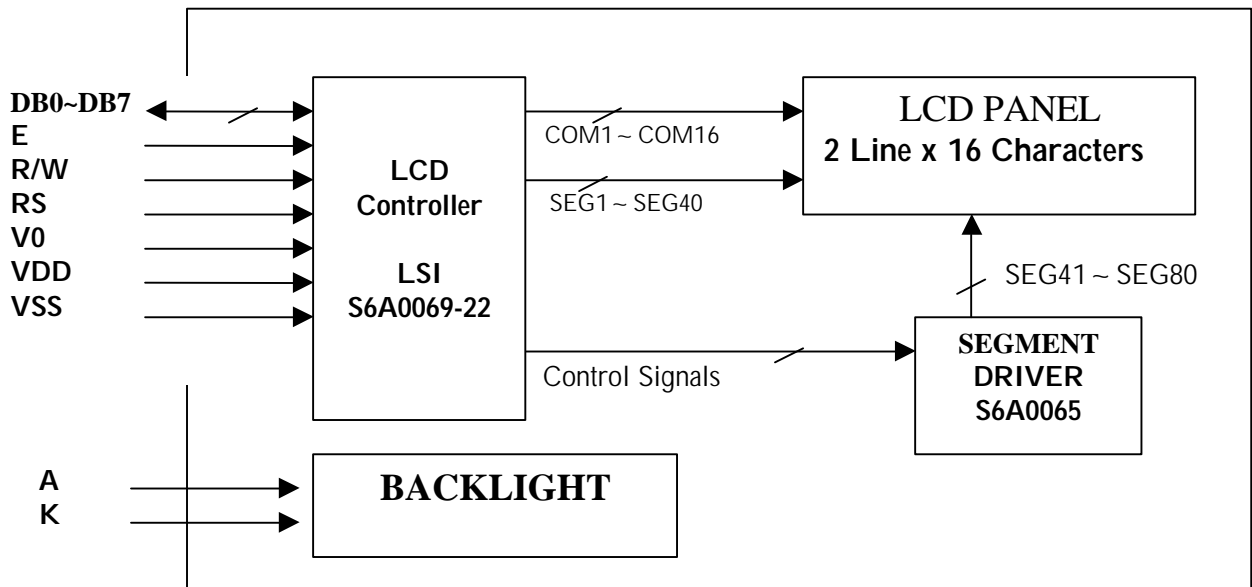 DB0~DB7
E
R/W
RS
V0
VDD
VSS
A
K
LCD
Controller
LSI
S6A0069-22
COM1 ~ COM16
SEG1 ~ SEG40
Control Signals
LCD PANEL
2 Line x 16 Characters
SEG41 ~ SEG80
SEGMENT
DRIVER
S6A0065
BACKLIGHT